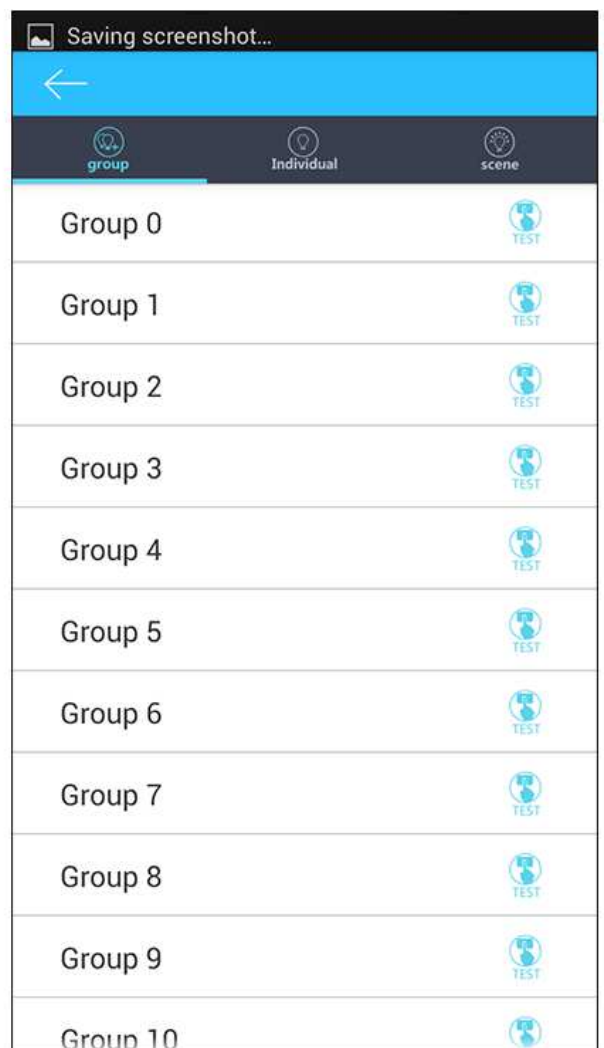 Saving screenshot...
group Individual scene
Group 0 TEST
Group 1 TEST
Group 2 TEST
Group 3 TEST
Group 4 TEST
Group 5 TEST
Group 6 TEST
Group 7 TEST
Group 8 TEST
Group 9 TEST
Group 10